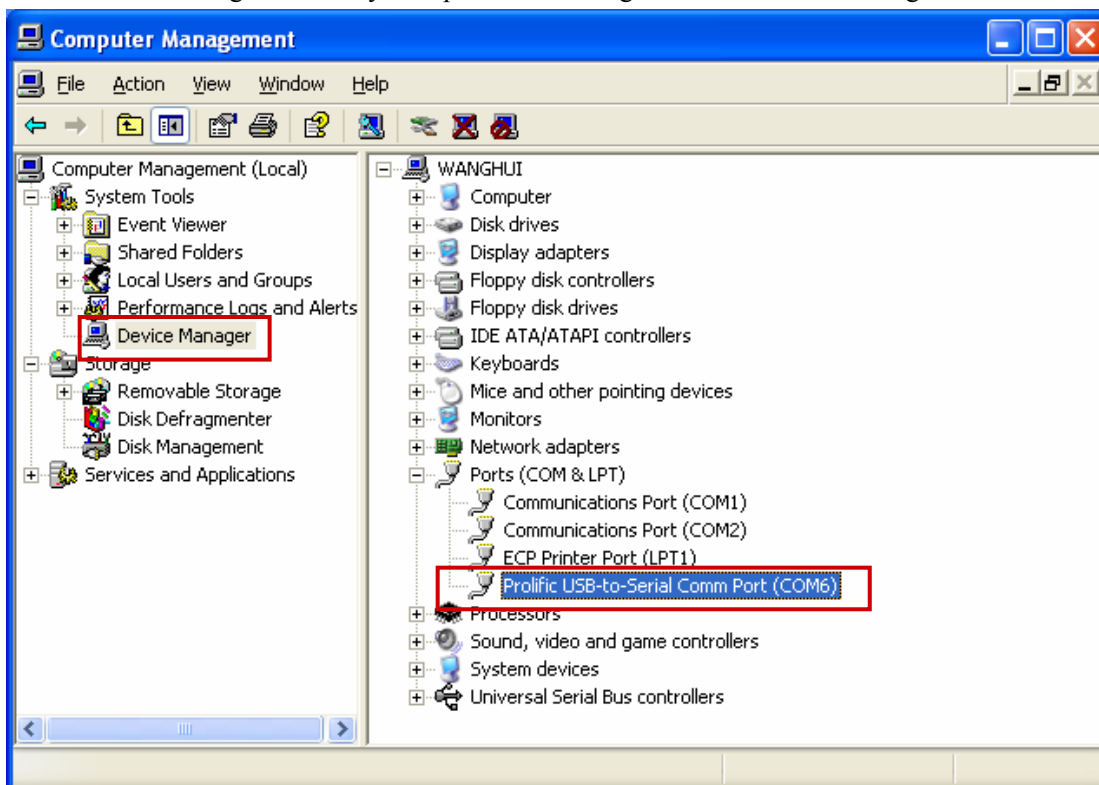 Computer Management
File Action View Window Help
Computer Management (Local)
System Tools
Event Viewer
Shared Folders
Local Users and Groups
Performance Logs and Alerts
Device Manager
Storage
Removable Storage
Disk Defragmenter
Disk Management
Services and Applications
WANGHUI
Computer
Disk drives
Display adapters
Floppy disk controllers
Floppy disk drives
IDE ATA/ATAPI controllers
Keyboards
Mice and other pointing devices
Monitors
Network adapters
Ports (COM & LPT)
Communications Port (COM1)
Communications Port (COM2)
ECP Printer Port (LPT1)
Prolific USB-to-Serial Comm Port (COM6)
Processors
Sound, video and game controllers
System devices
Universal Serial Bus controllers